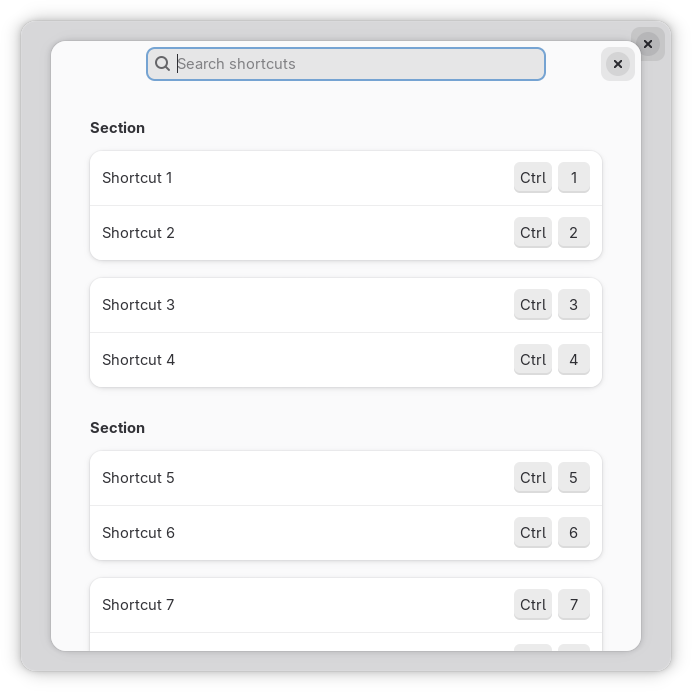 Search shortcuts
Section
Shortcut 1 Ctrl 1
Shortcut 2 Ctrl 2
Shortcut 3 Ctrl 3
Shortcut 4 Ctrl 4
Section
Shortcut 5 Ctrl 5
Shortcut 6 Ctrl 6
Shortcut 7 Ctrl 7